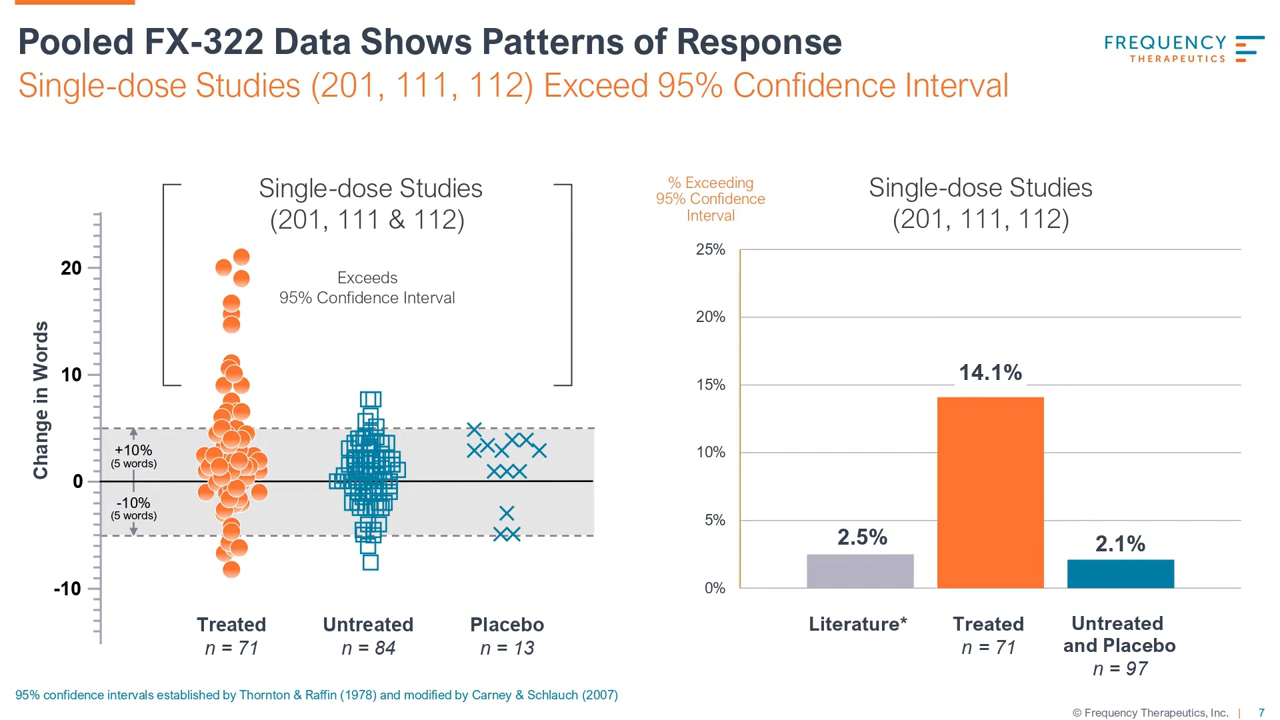 Pooled FX-322 Data Shows Patterns of Response
Single-dose Studies (201, 111, 112) Exceed 95% Confidence Interval
FREQUENCY
THERAPEUTICS
Single-dose Studies
(201, 111 & 112)
Exceeds
95% Confidence Interval
Change in Words
20
10
0
-10
+10%
(5 words)
-10%
(5 words)
Treated
n = 71
Untreated
n = 84
Placebo
n = 13
% Exceeding
95% Confidence
Interval
Single-dose Studies
(201, 111, 112)
25%
20%
15%
10%
5%
0%
2.5%
14.1%
2.1%
Literature*
Treated
n = 71
Untreated
and Placebo
n = 97
95% confidence intervals established by Thornton & Raffin (1978) and modified by Carney & Schlauch (2007)
© Frequency Therapeutics, Inc. | 7